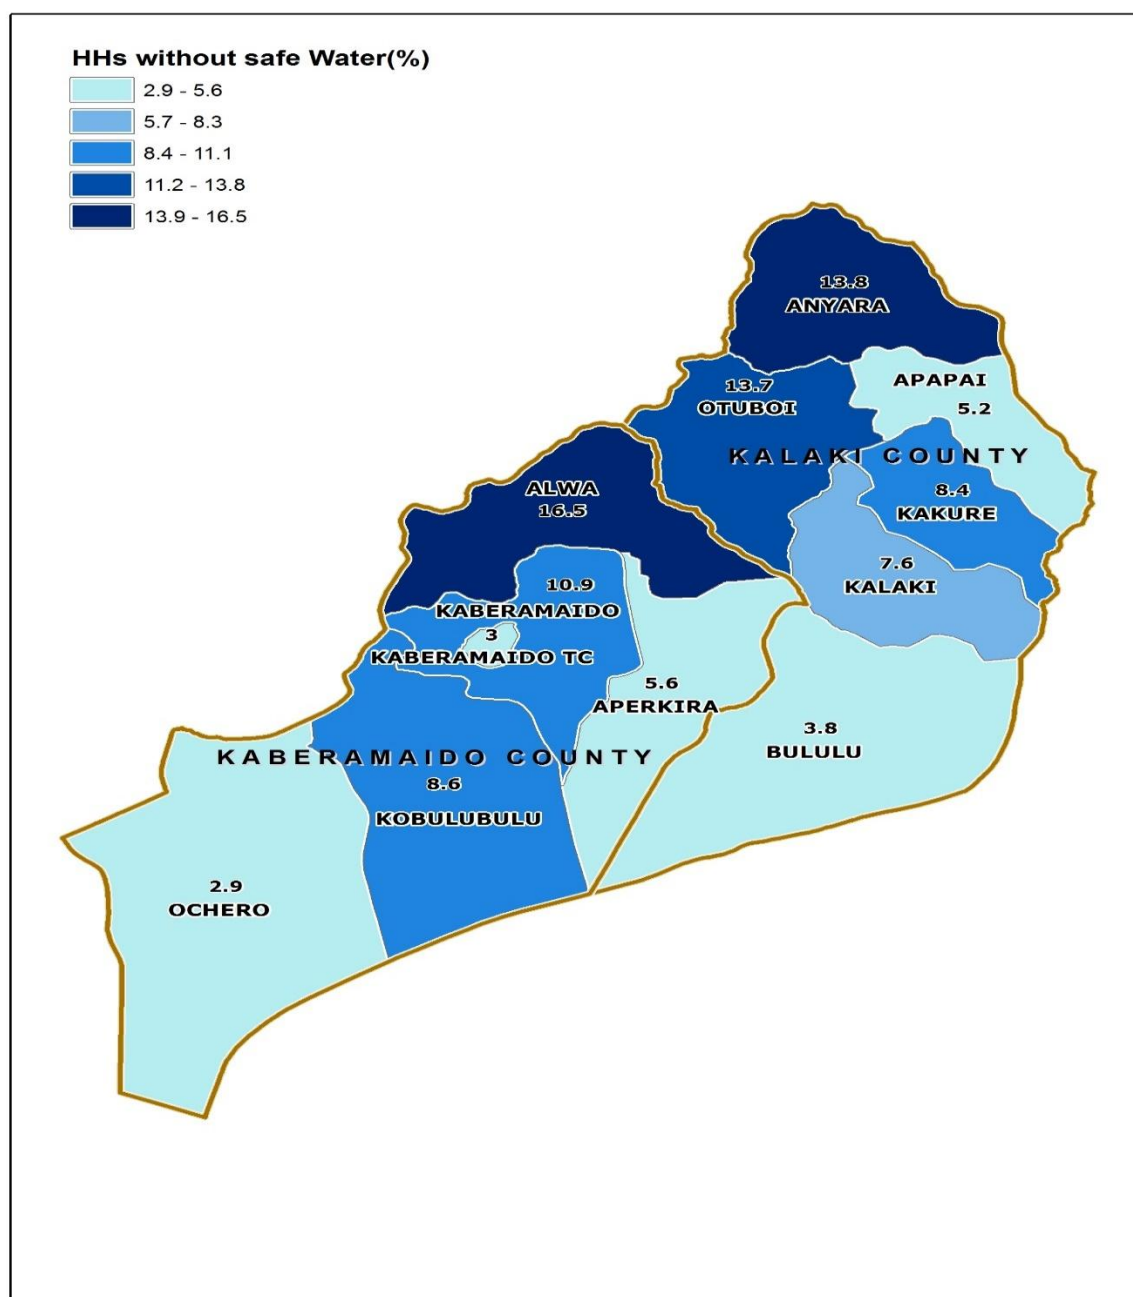 HHs without safe Water(%)
2.9 - 5.6
5.7 - 8.3
8.4 - 11.1
11.2 - 13.8
13.9 - 16.5
13.8
ANYARA
13.7
OTUBOI
APAPAI
5.2
KALAKI COUNTY
ALWA
16.5
8.4
KAKURE
7.6
KALAKI
10.9
KABERAMAIDO
3
KABERAMAIDO TC
5.6
APERKIRA
3.8
BULULU
KABERAMAIDO COUNTY
8.6
KOBULUBULU
2.9
OCHERO